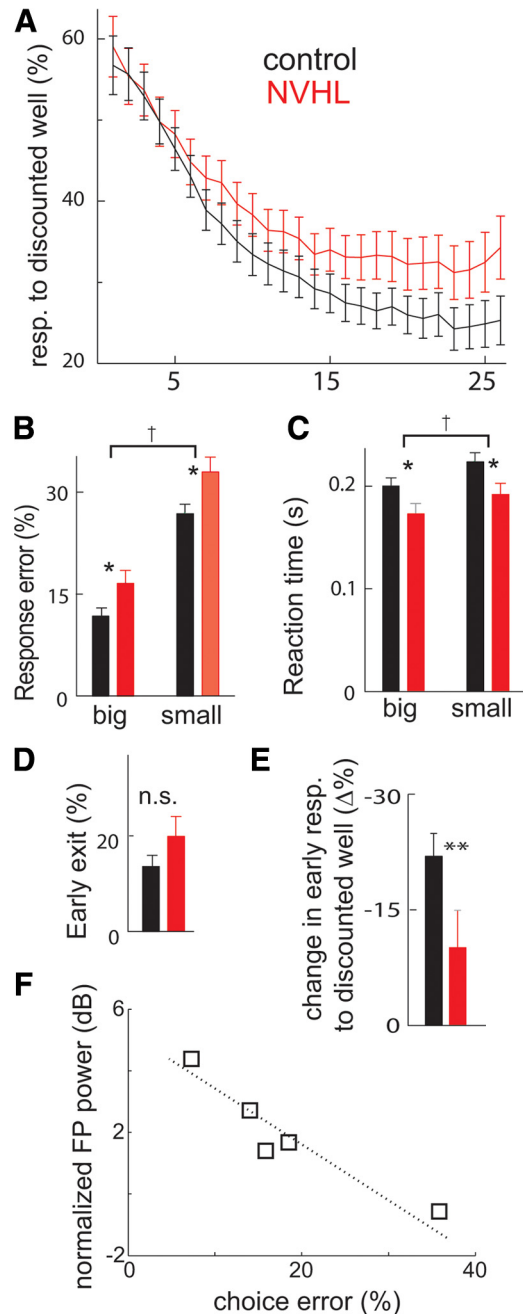 A
resp. to discounted well (%)
60
40
20
control
NVHL
5
15
25
B
Response error (%)
30
15
0
†
*
*
big
small
C
Reaction time (s)
0.2
0.1
0
†
*
*
big
small
D
Early exit (%)
20
0
n.s.
E
change in early resp.
to discounted well (Δ%)
-30
-15
0
**
F
normalized FP power (dB)
6
2
-2
0
20
40
choice error (%)